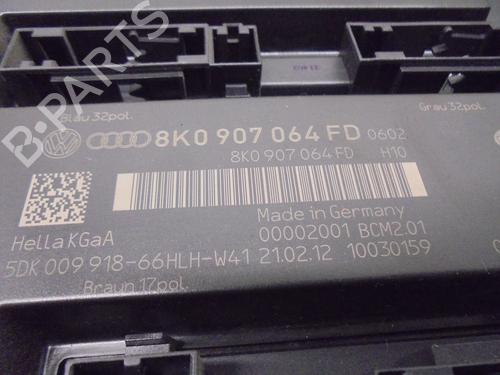 Blau 32pol.
Grau 32pol.
8K0 907 064 FD 0602
8K0 907 064 FD H10
Made in Germany
Hella KGaA
00002001 BCM2.01
5DK 009 918-66HLH-W41 21.02.12 10030159
Braun 17pol.
B-PARTS